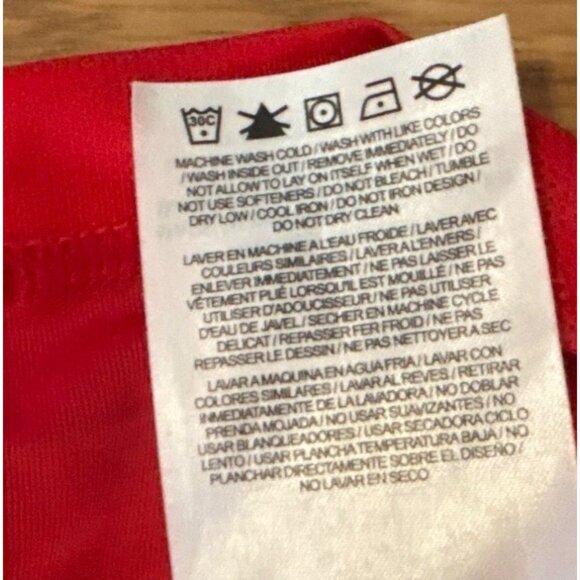 30C
MACHINE WASH COLD / WASH WITH LIKE COLORS
/ WASH INSIDE OUT / REMOVE IMMEDIATELY / DO
NOT ALLOW TO LAY ON ITSELF WHEN WET / DO
NOT USE SOFTENERS / DO NOT BLEACH / TUMBLE
DRY LOW / COOL IRON / DO NOT IRON DESIGN /
DO NOT DRY CLEAN
LAVER EN MACHINE A L'EAU FROIDE / LAVER AVEC
COULEURS SIMILAIRES / LAVER A L'ENVERS /
ENLEVER IMMEDIATEMENT / NE PAS LAISSER LE
VÊTEMENT PLIÉ LORSQU'IL EST MOUILLÉ / NE PAS
UTILISER D'ADOUCISSEUR / NE PAS UTILISER
D'EAU DE JAVEL / SECHER EN MACHINE CYCLE
DELICAT / REPASSER FER FROID / NE PAS
REPASSER LE DESSIN / NE PAS NETTOYER A SEC
LAVAR A MAQUINA EN AGUA FRIA / LAVAR CON
COLORES SIMILARES / LAVAR AL REVES / RETIRAR
INMEDIATAMENTE DE LA LAVADORA / NO DOBLAR
PRENDA MOJADA / NO USAR SUAVIZANTES / NO
USAR BLANQUEADORES / USAR SECADORA CICLO
LENTO / USAR PLANCHA TEMPERATURA BAJA / NO
PLANCHAR DIRECTAMENTE SOBRE EL DISEÑO /
NO LAVAR EN SECO